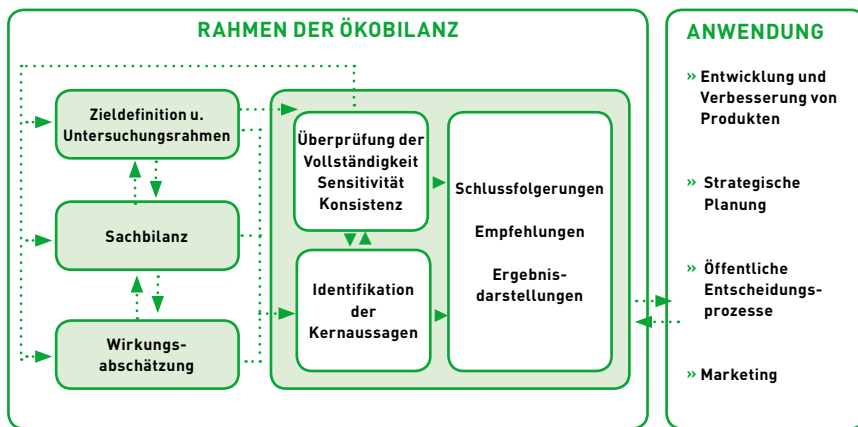 RAHMEN DER ÖKOBILANZ
Zieldefinition u.
Untersuchungsrahmen
Sachbilanz
Wirkungs-
abschätzung
Überprüfung der
Vollständigkeit
Sensitivität
Konsistenz
Identifikation
der
Kernaussagen
Schlussfolgerungen
Empfehlungen
Ergebnis-
darstellungen
ANWENDUNG
» Entwicklung und
Verbesserung von
Produkten
» Strategische
Planung
» Öffentliche
Entscheidungs-
prozesse
» Marketing